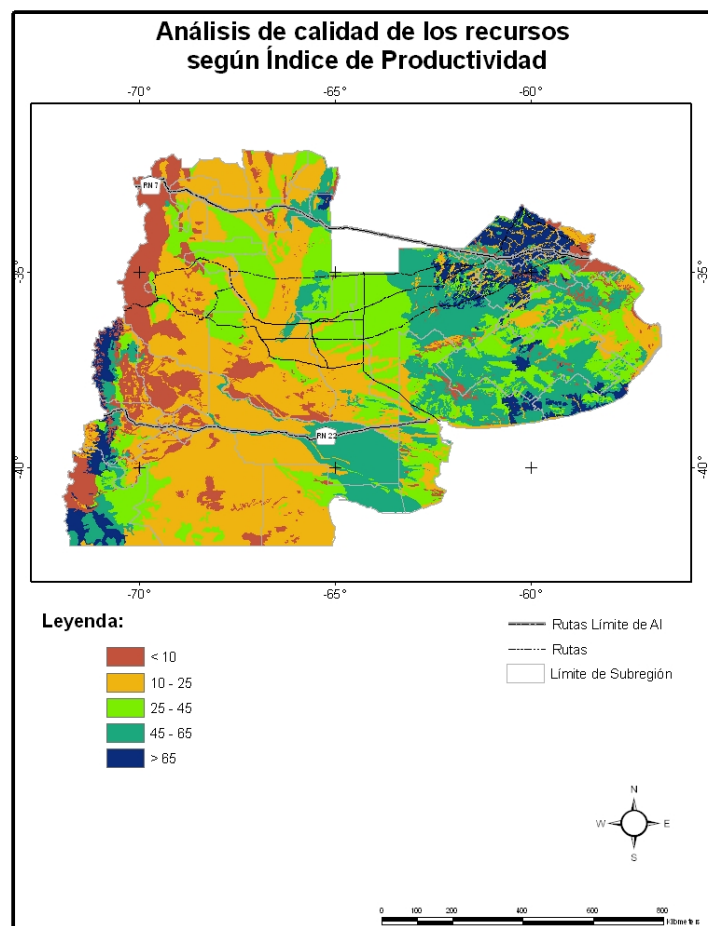 Análisis de calidad de los recursos
según Índice de Productividad
-70° -65° -60°
RN 7
-35° -35°
RN 22
-40° -40°
-70° -65° -60°
Leyenda:
< 10
10 - 25
25 - 45
45 - 65
> 65
Rutas Límite de AI
Rutas
Límite de Subregión
N
W E
S
0 100 200 400 600 800
Kilometers